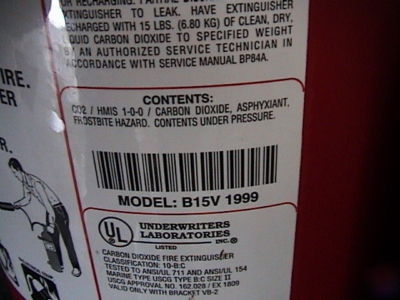 FOR RECHARGING.
EXTINGUISHER TO LEAK. HAVE EXTINGUISHER
RECHARGED WITH 15 LBS. (6.80 KG) OF CLEAN, DRY,
LIQUID CARBON DIOXIDE TO SPECIFIED WEIGHT
BY AN AUTHORIZED SERVICE TECHNICIAN IN
ACCORDANCE WITH SERVICE MANUAL BP84A.
FIRE.
CONTENTS:
CO2 / HMIS 1-0-0 / CARBON DIOXIDE, ASPHYXIANT,
FROSTBITE HAZARD. CONTENTS UNDER PRESSURE.
MODEL: B15V 1999
UL
UNDERWRITERS
LABORATORIES
INC.®
LISTED
CARBON DIOXIDE FIRE EXTINGUISHER
CLASSIFICATION: 10-B:C
TESTED TO ANSI/UL 711 AND ANSI/UL 154
MARINE TYPE USCG TYPE B:C SIZE II
USCG APPROVAL NO. 162.028 / EX 1809
VALID ONLY WITH BRACKET VB-2